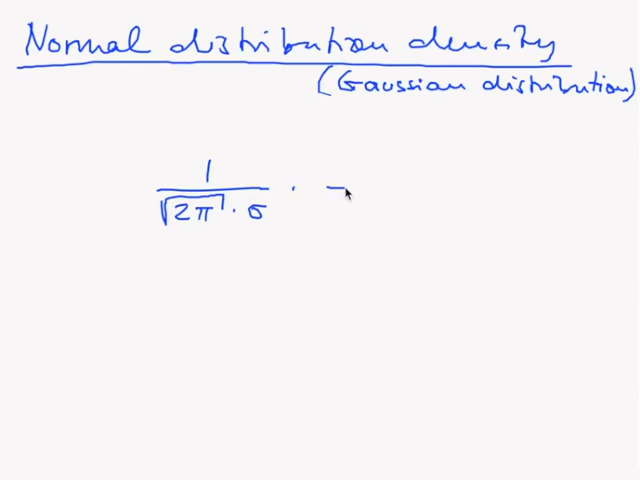 Normal distribution density
(Gaussian distribution)
1
√2π · σ · -